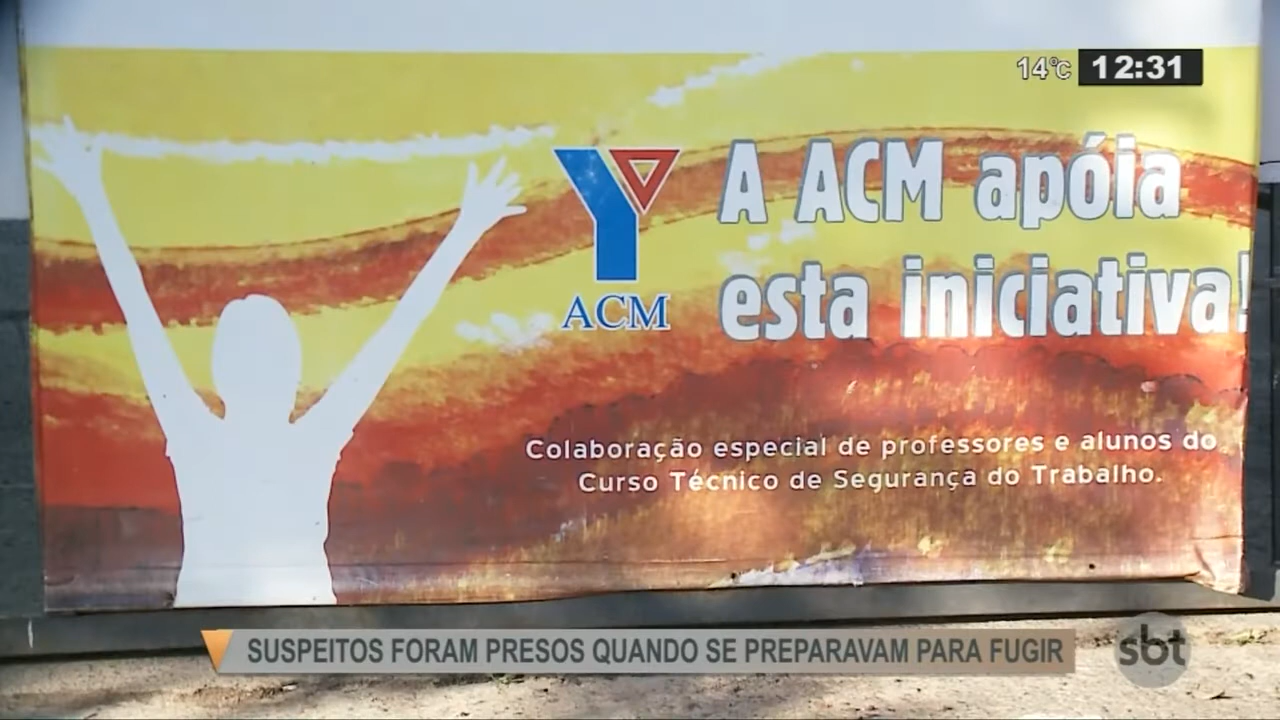 14°C 12:31
A ACM apóia
esta iniciativa!
ACM
Colaboração especial de professores e alunos do
Curso Técnico de Segurança do Trabalho.
SUSPEITOS FORAM PRESOS QUANDO SE PREPARAVAM PARA FUGIR
sbt